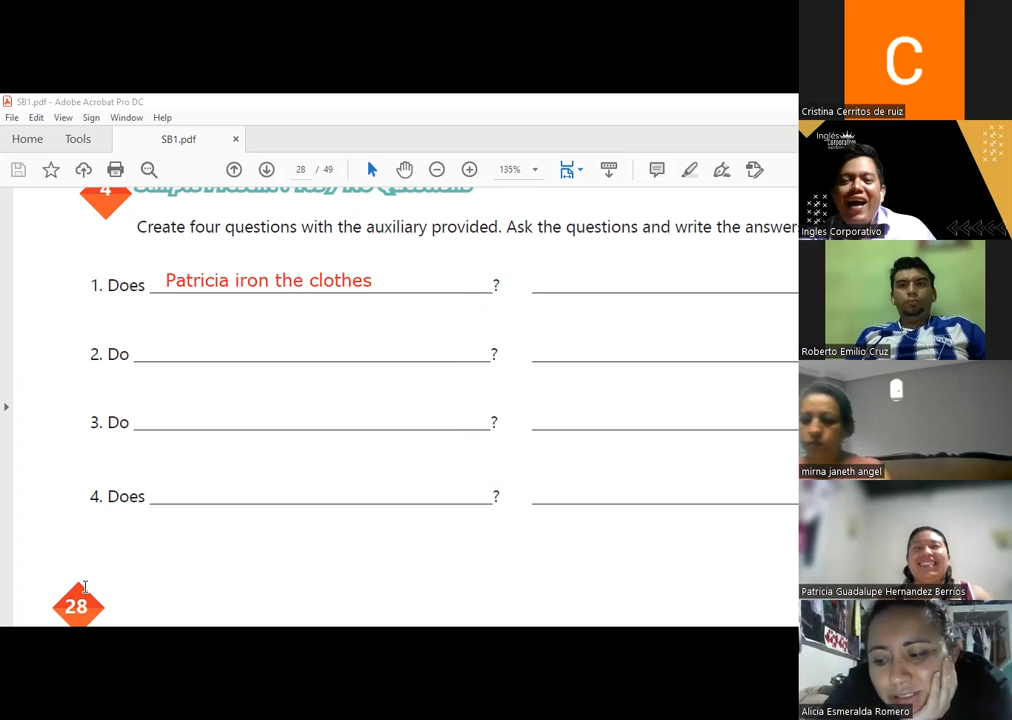 SB1.pdf - Adobe Acrobat Pro DC
File Edit View Sign Window Help
Home Tools SB1.pdf ×
28 / 49 135%
4
Create four questions with the auxiliary provided. Ask the questions and write the answer
1. Does Patricia iron the clothes ?
2. Do ?
3. Do ?
4. Does ?
28
C
Cristina Cerritos de ruiz
Inglés
Corporativo
Ingles Corporativo
Roberto Emilio Cruz
mirna janeth angel
Patricia Guadalupe Hernandez Berrios
Alicia Esmeralda Romero